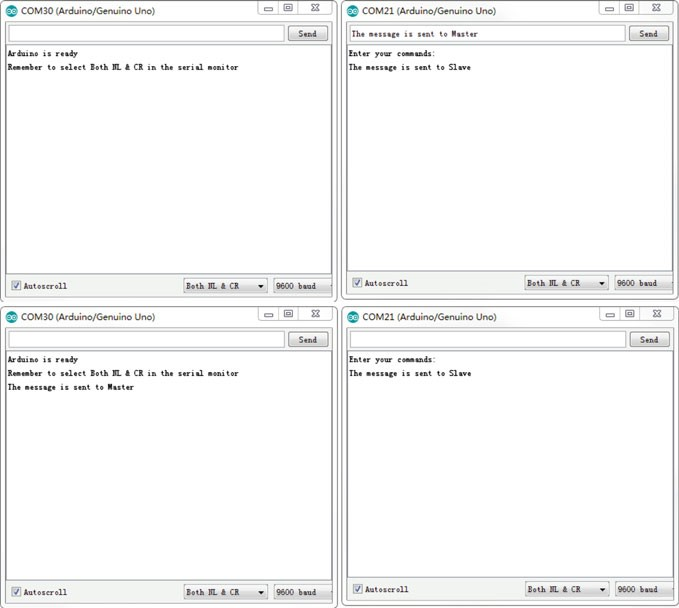 COM30 (Arduino/Genuino Uno)
Send
Arduino is ready
Remember to select Both NL & CR in the serial monitor
Autoscroll
Both NL & CR
9600 baud
COM21 (Arduino/Genuino Uno)
The message is sent to Master
Send
Enter your commands:
The message is sent to Slave
Autoscroll
Both NL & CR
9600 baud
COM30 (Arduino/Genuino Uno)
Send
Arduino is ready
Remember to select Both NL & CR in the serial monitor
The message is sent to Master
Autoscroll
Both NL & CR
9600 baud
COM21 (Arduino/Genuino Uno)
Send
Enter your commands:
The message is sent to Slave
Autoscroll
Both NL & CR
9600 baud